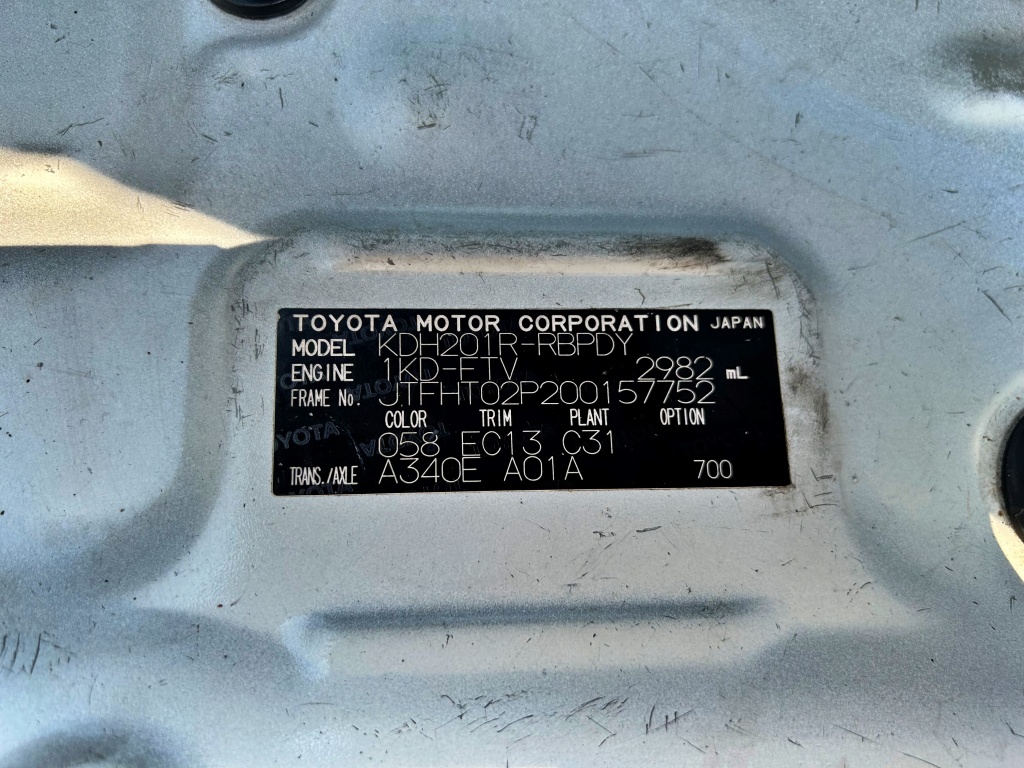 TOYOTA MOTOR CORPORATION JAPAN
MODEL KDH201R-RBPDY
ENGINE 1KD-FTV 2982 mL
FRAME No. JTFHT02P200157752
COLOR TRIM PLANT OPTION
058 EC13 C31
TRANS./AXLE A340E A01A 700